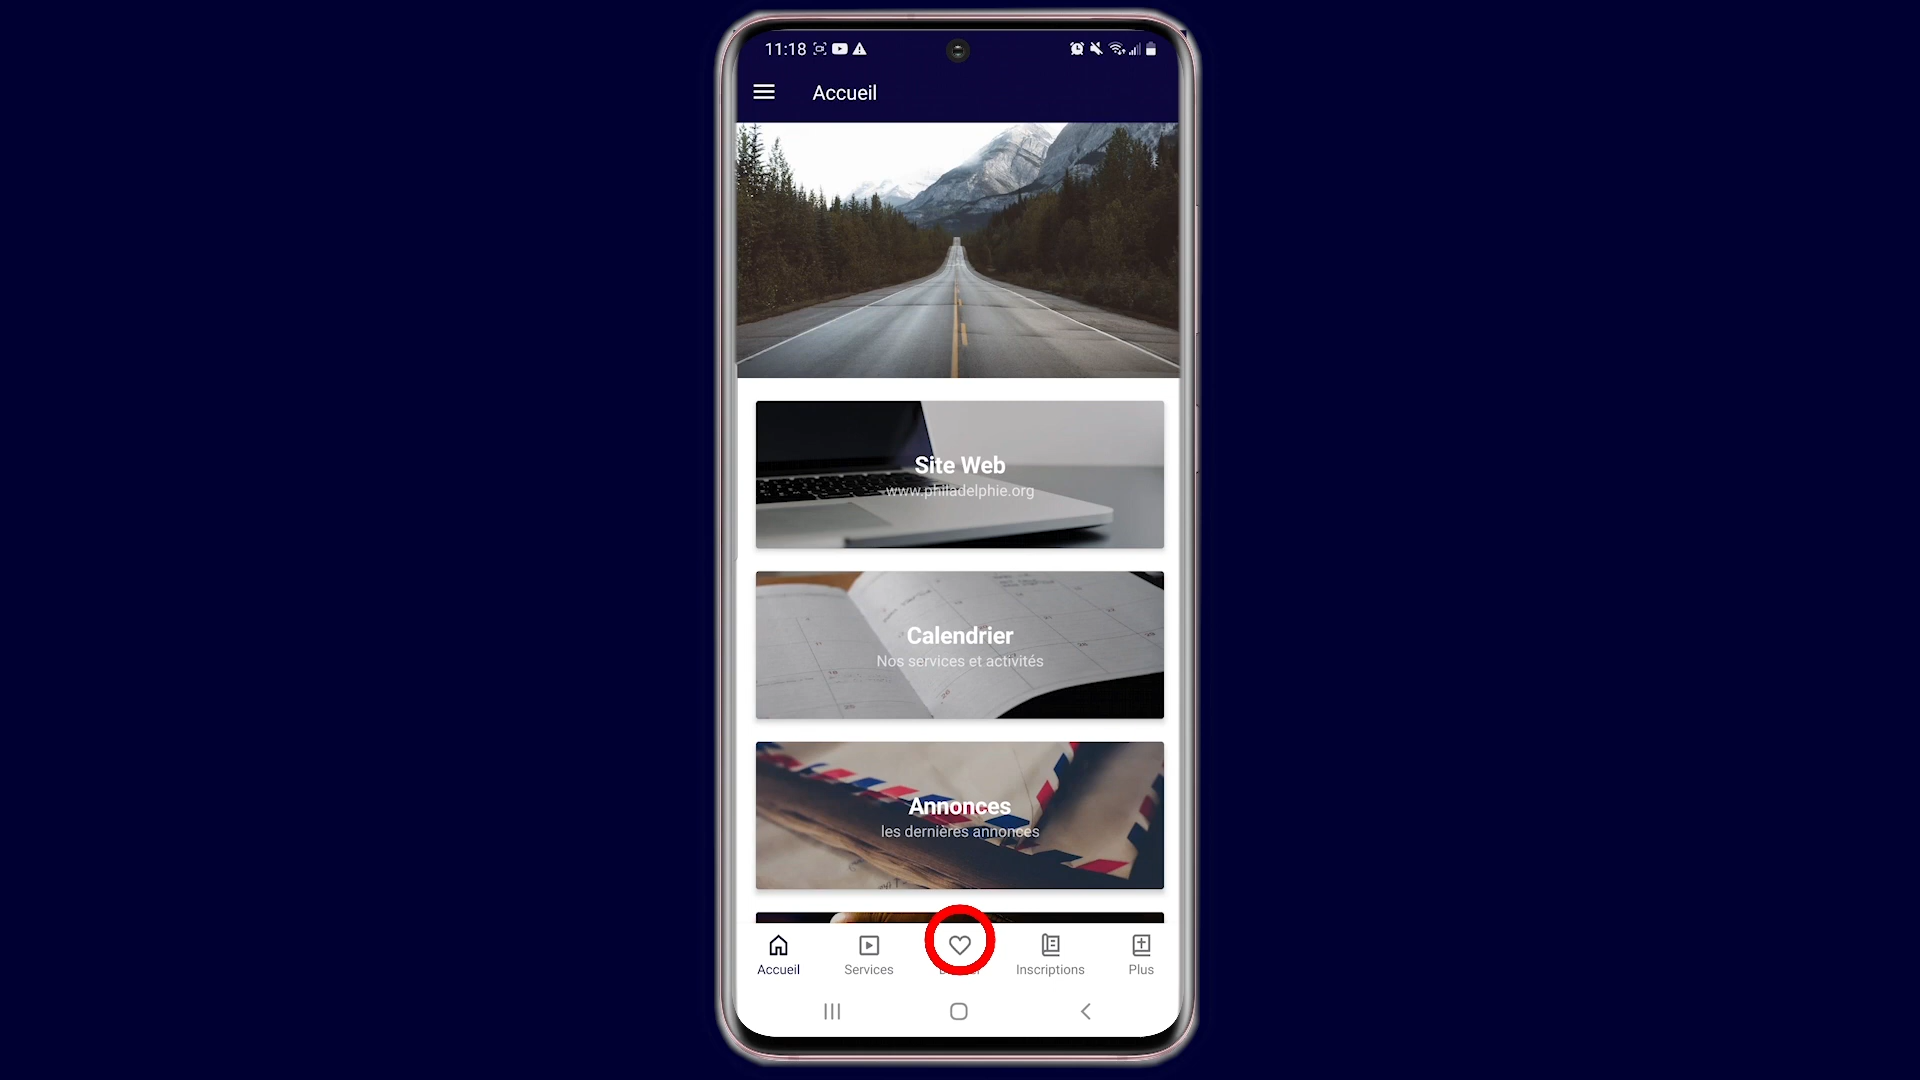 11:18
Accueil
Site Web
www.philadelphie.org
Calendrier
Nos services et activités
Annonces
les dernières annonces
Accueil
Services
Inscriptions
Plus